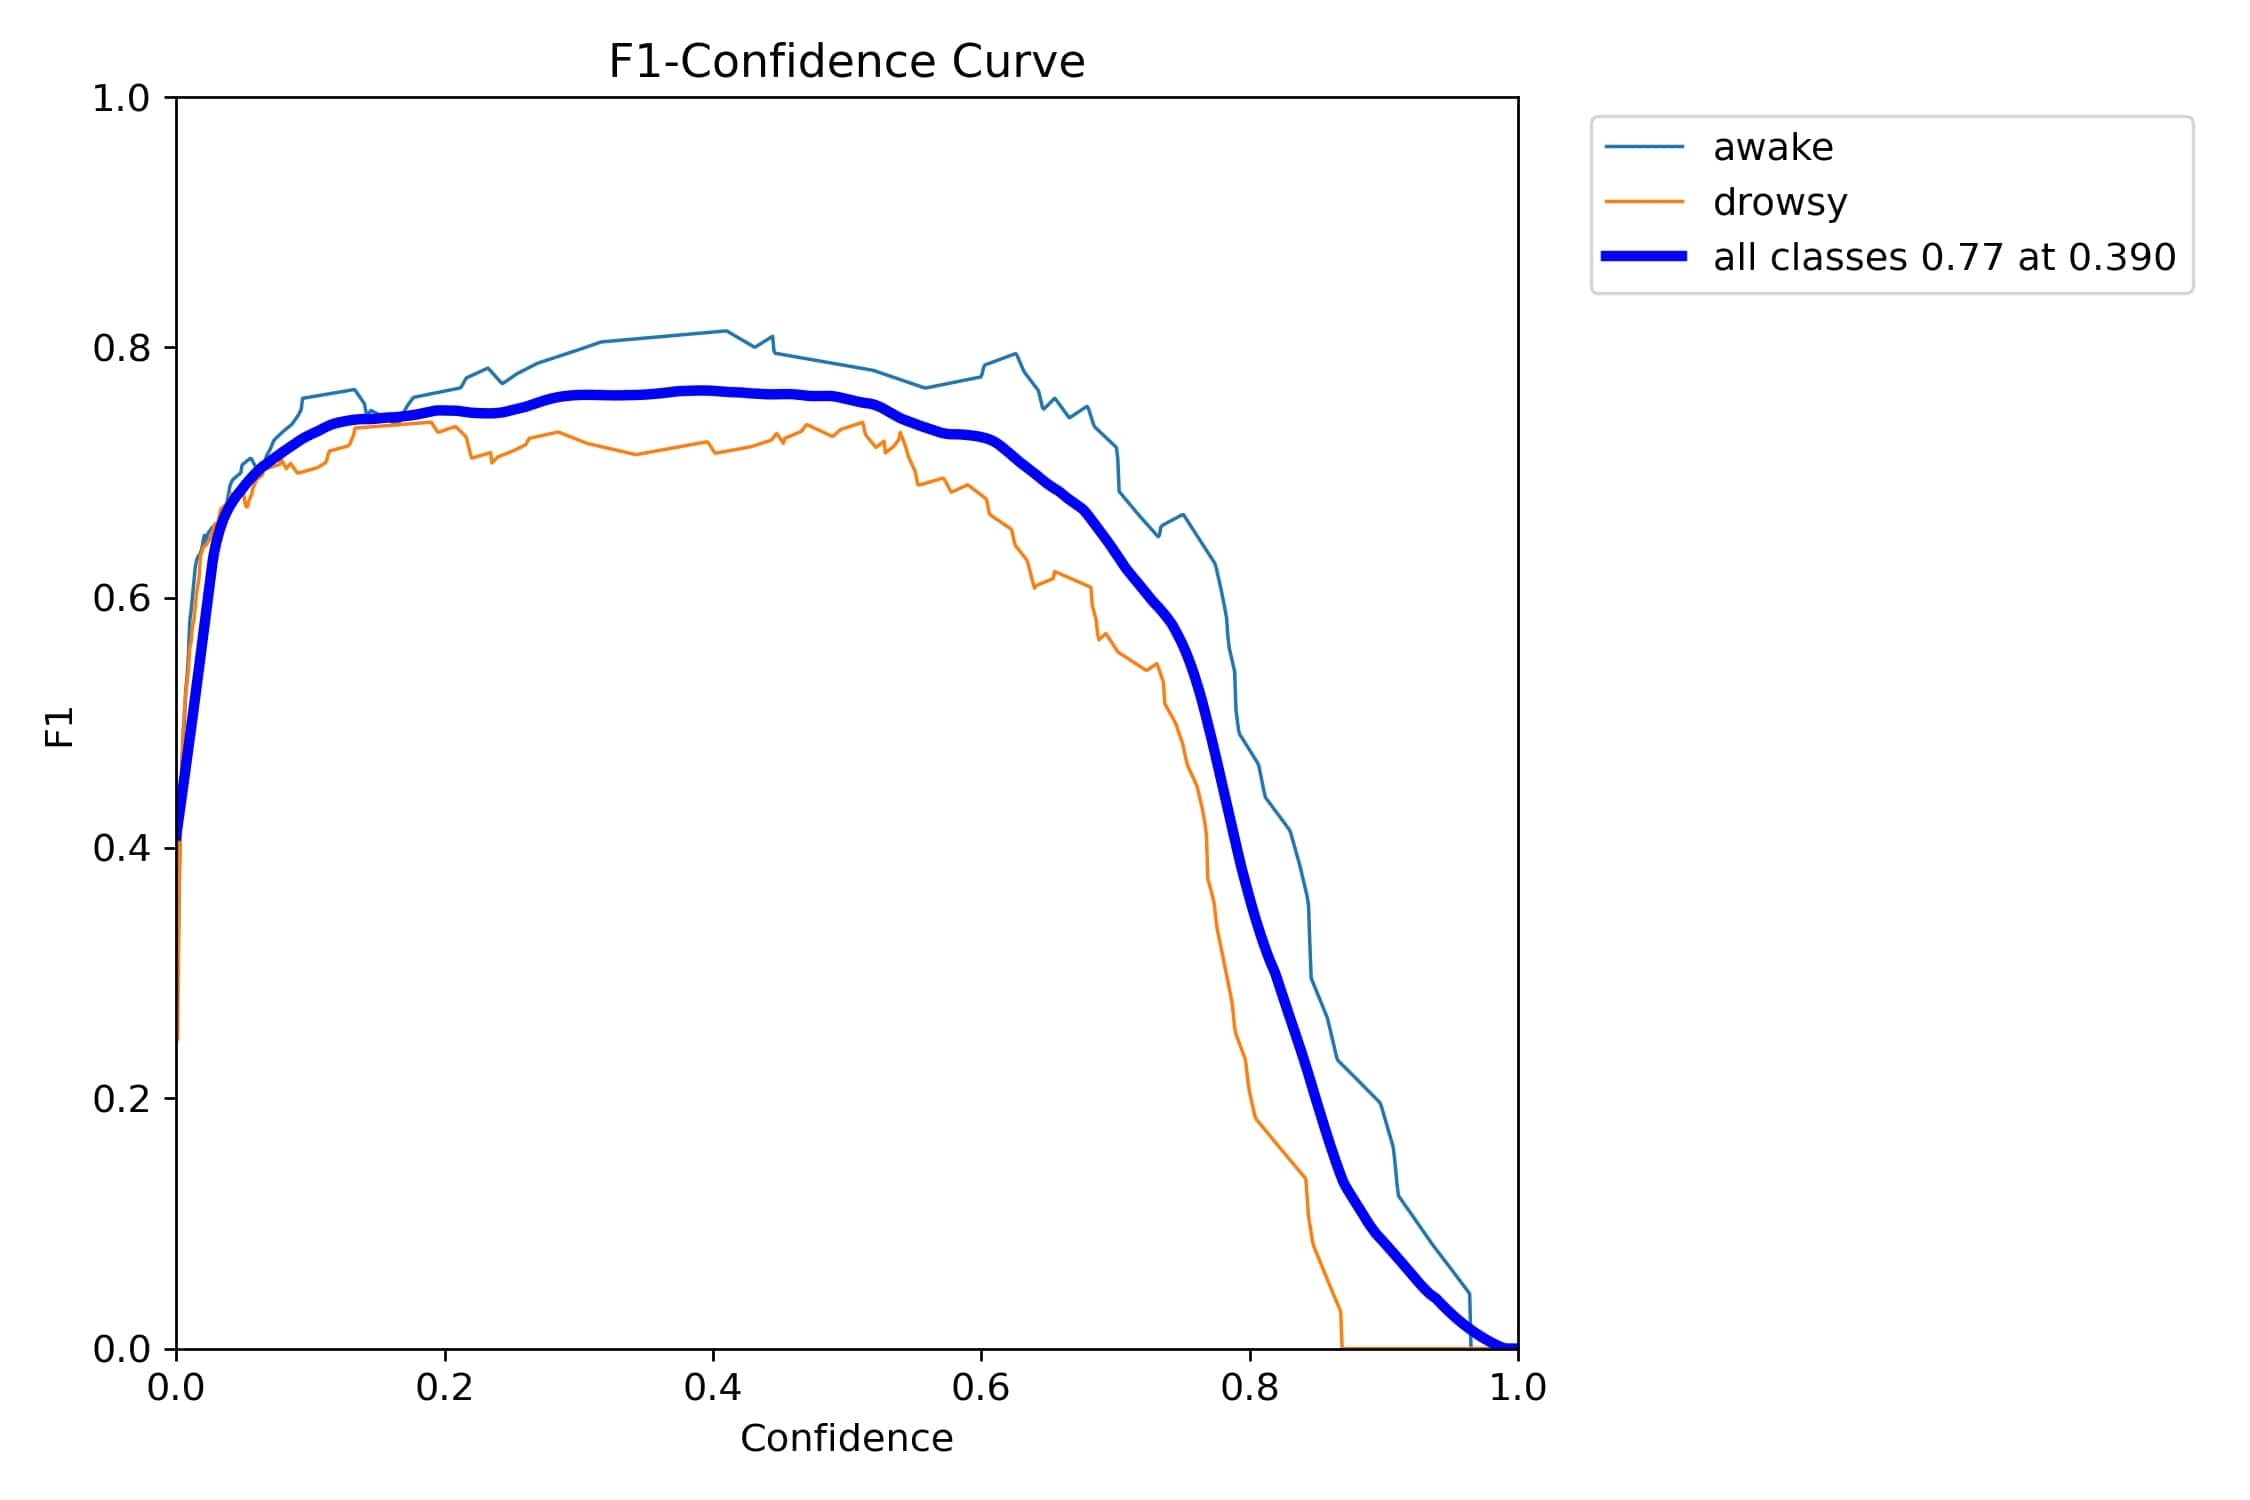 F1-Confidence Curve
1.0
0.8
0.6
0.4
0.2
0.0
F1
0.0 0.2 0.4 0.6 0.8 1.0
Confidence
awake
drowsy
all classes 0.77 at 0.390